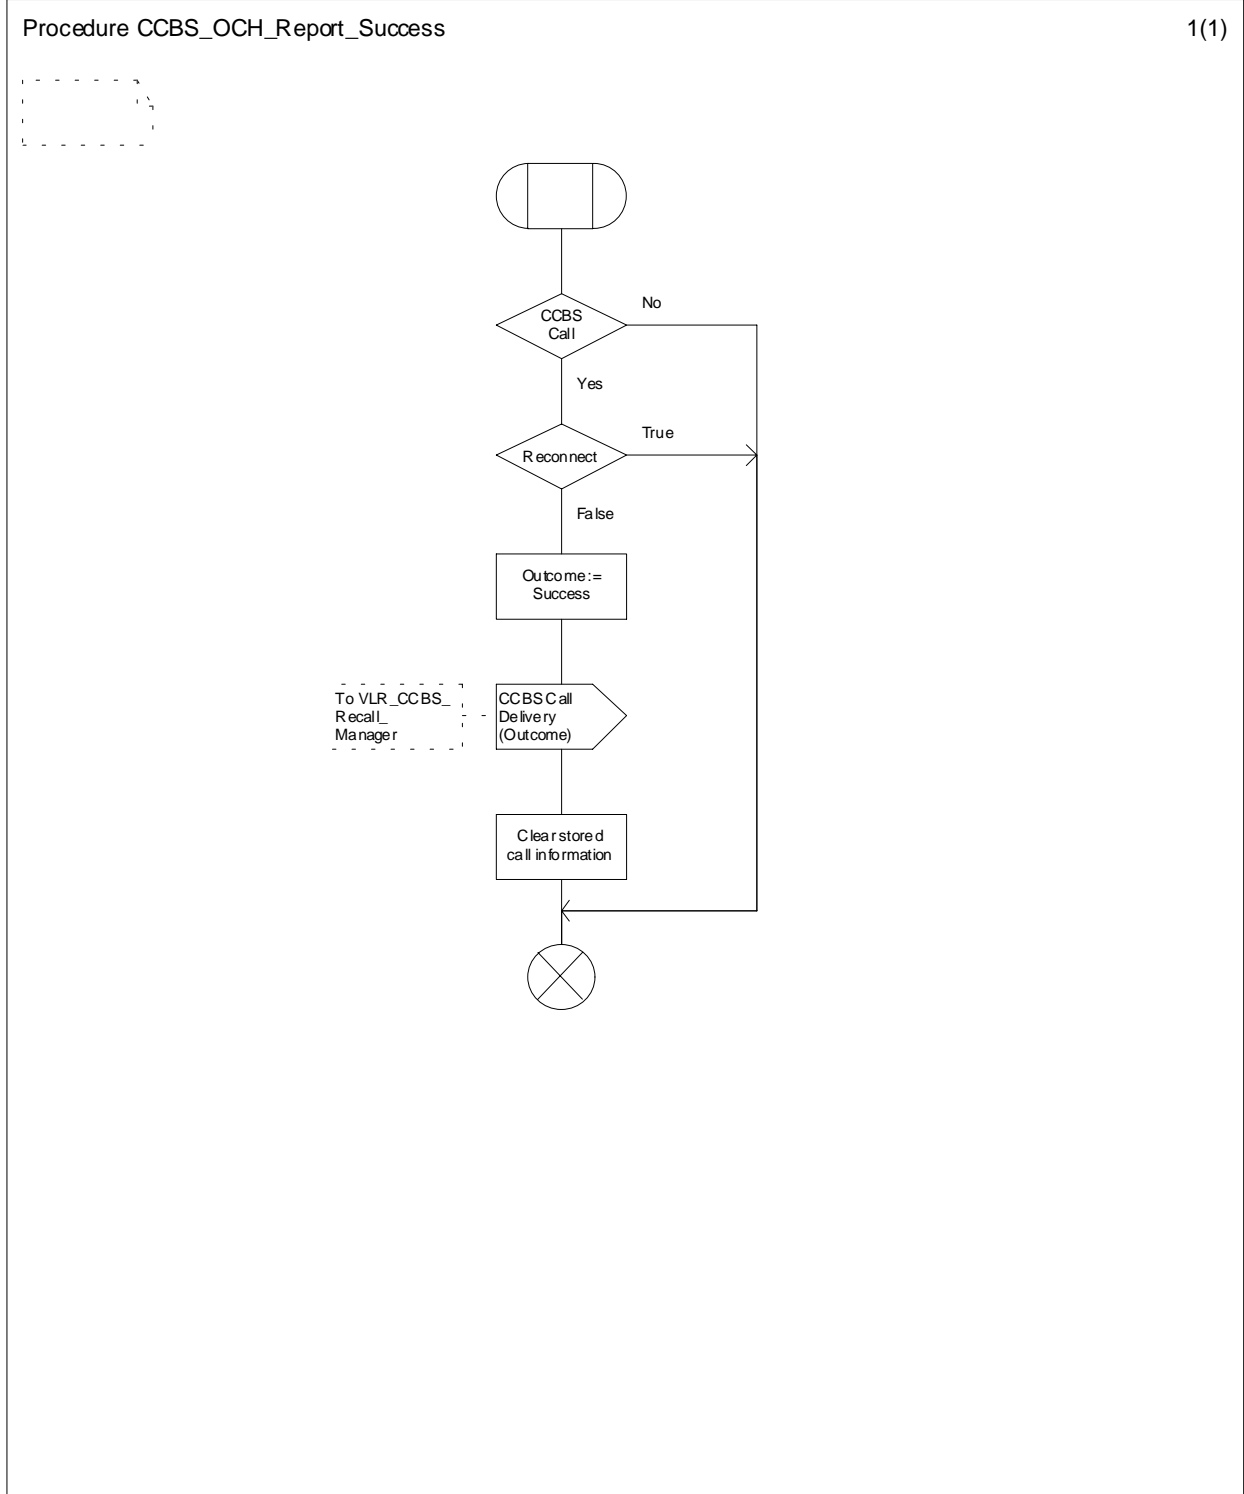 Procedure CCBS_OCH_Report_Success
1(1)
CCBS
Call
No
Yes
Reconnect
True
False
Outcome:=
Success
To VLR_CCBS_
Recall_
Manager
CCBS Call
Delivery
(Outcome)
Clear stored
call information